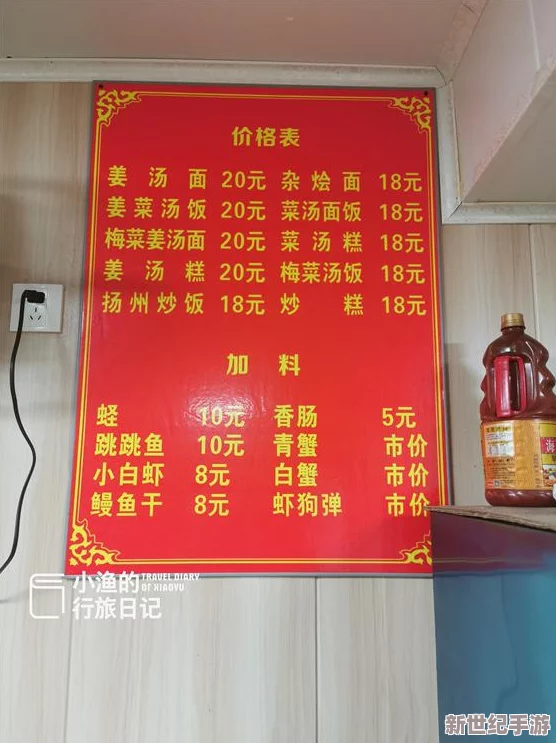 价格表
姜汤面 20元 杂烩面 18元
姜菜汤饭 20元 菜汤面饭 18元
梅菜姜汤面 20元 菜汤糕 18元
姜汤糕 20元 梅菜汤饭 18元
扬州炒饭 18元 炒糕 18元
加料
蛏 10元 香肠 5元
跳跳鱼 10元 青蟹 市价
小白虾 8元 白蟹 市价
鳗鱼干 8元 虾狗弹 市价
海
小渔的 TRAVEL DIARY
行旅日记 OF XIAOYU
新世纪手游